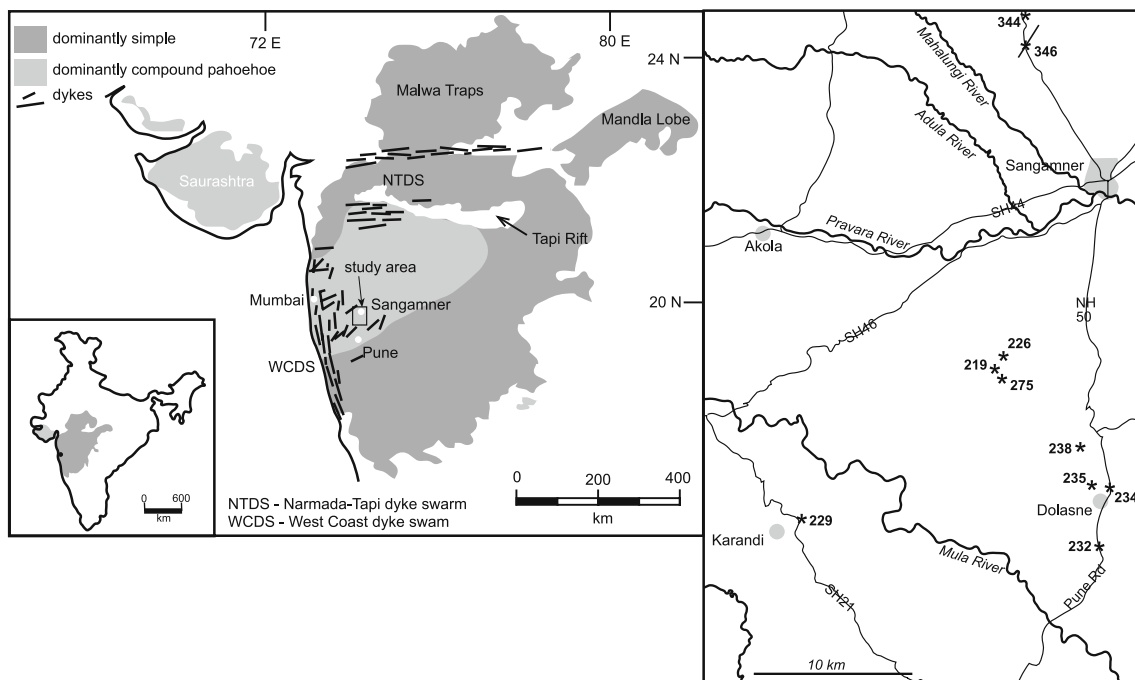 dominantly simple
dominantly compound pahoehoe
dykes
72 E
80 E
24 N
20 N
Malwa Traps
Mandla Lobe
Saurashtra
NTDS
Tapi Rift
study area
Mumbai
Sangamner
Pune
WCDS
0 600
km
0 200 400
km
NTDS - Narmada-Tapi dyke swarm
WCDS - West Coast dyke swam
344
346
Mahalungi River
Adula River
Sangamner
SH44
Pravara River
Akola
NH
50
SH46
226
219
275
238
235
234
Dolasne
229
Karandi
232
Mula River
Pune Rd
SH21
10 km